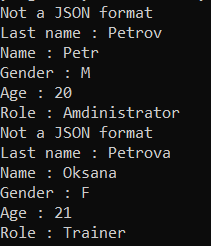 Not a JSON format
Last name : Petrov
Name : Petr
Gender : M
Age : 20
Role : Amdinistrator
Not a JSON format
Last name : Petrova
Name : Oksana
Gender : F
Age : 21
Role : Trainer